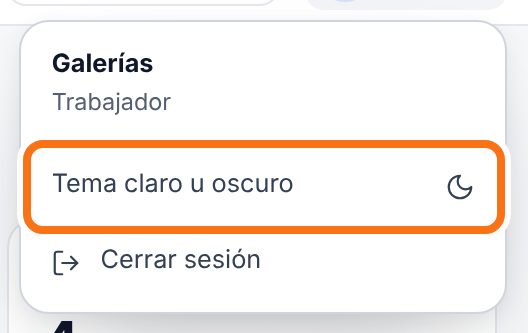 Galerías
Trabajador
Tema claro u oscuro
Cerrar sesión